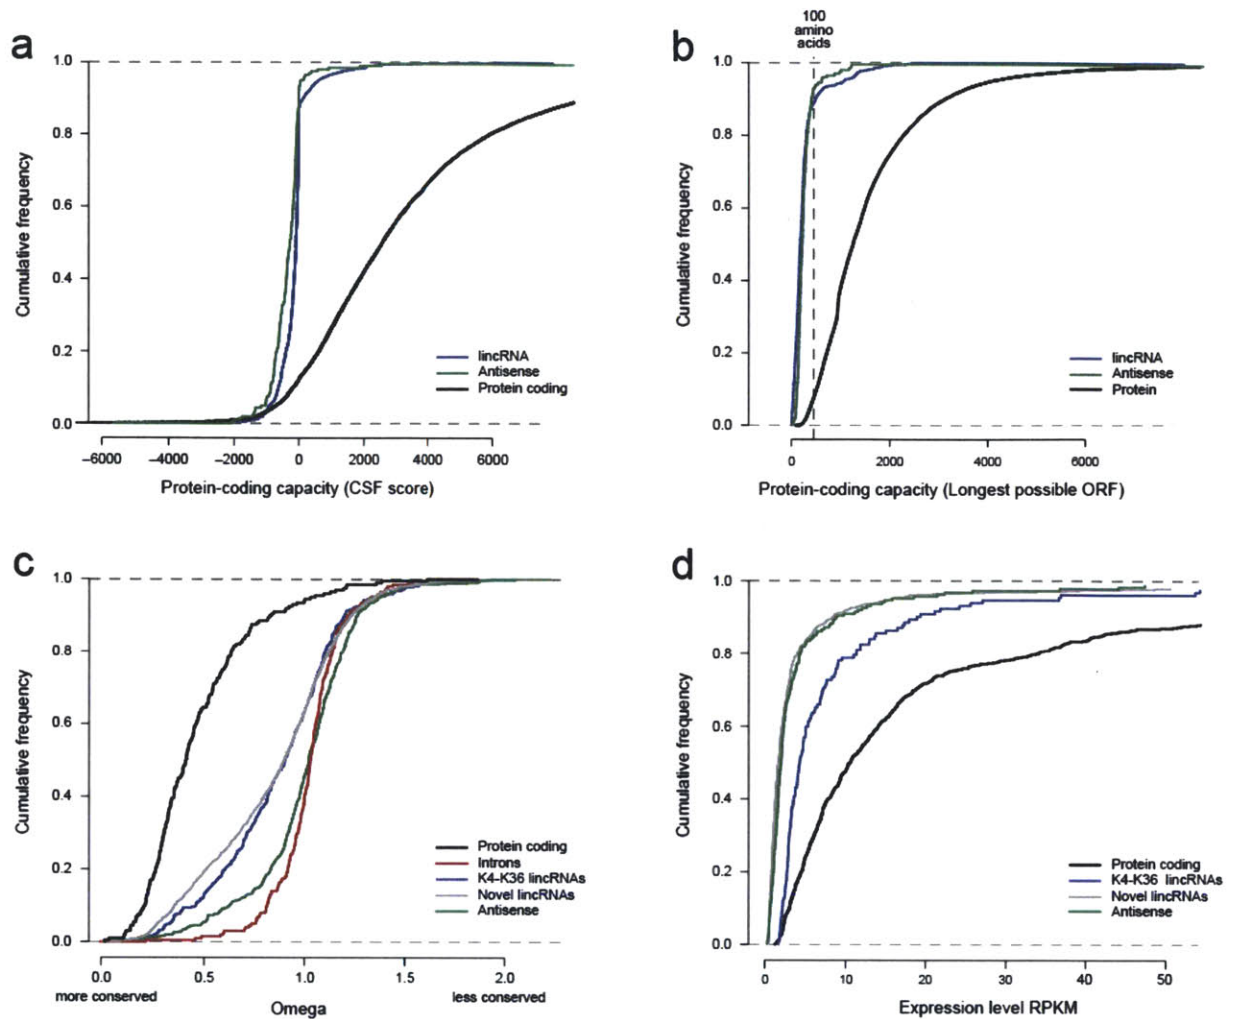 a
1.0
0.8
0.6
0.4
0.2
0.0
Cumulative frequency
lincRNA
Antisense
Protein coding
−6000 −4000 −2000 0 2000 4000 6000
Protein-coding capacity (CSF score)
b
100
amino
acids
1.0
0.8
0.6
0.4
0.2
0.0
Cumulative frequency
lincRNA
Antisense
Protein
0 2000 4000 6000
Protein-coding capacity (Longest possible ORF)
c
1.0
0.8
0.6
0.4
0.2
0.0
Cumulative frequency
Protein coding
Introns
K4-K36 lincRNAs
Novel lincRNAs
Antisense
0.0 0.5 1.0 1.5 2.0
more conserved less conserved
Omega
d
1.0
0.8
0.6
0.4
0.2
0.0
Cumulative frequency
Protein coding
K4-K36 lincRNAs
Novel lincRNAs
Antisense
0 10 20 30 40 50
Expression level RPKM